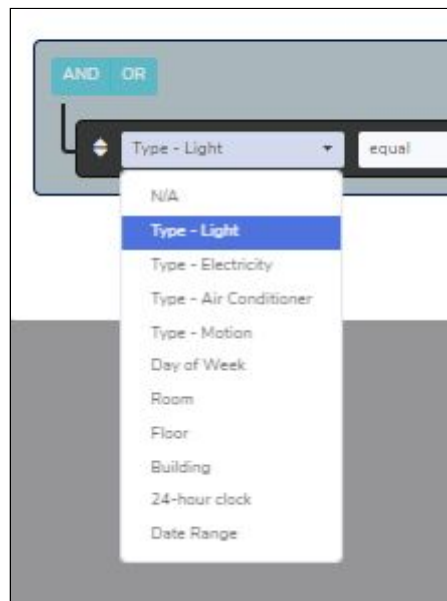 AND OR
Type - Light equal
N/A
Type - Light
Type - Electricity
Type - Air Conditioner
Type - Motion
Day of Week
Room
Floor
Building
24-hour clock
Date Range